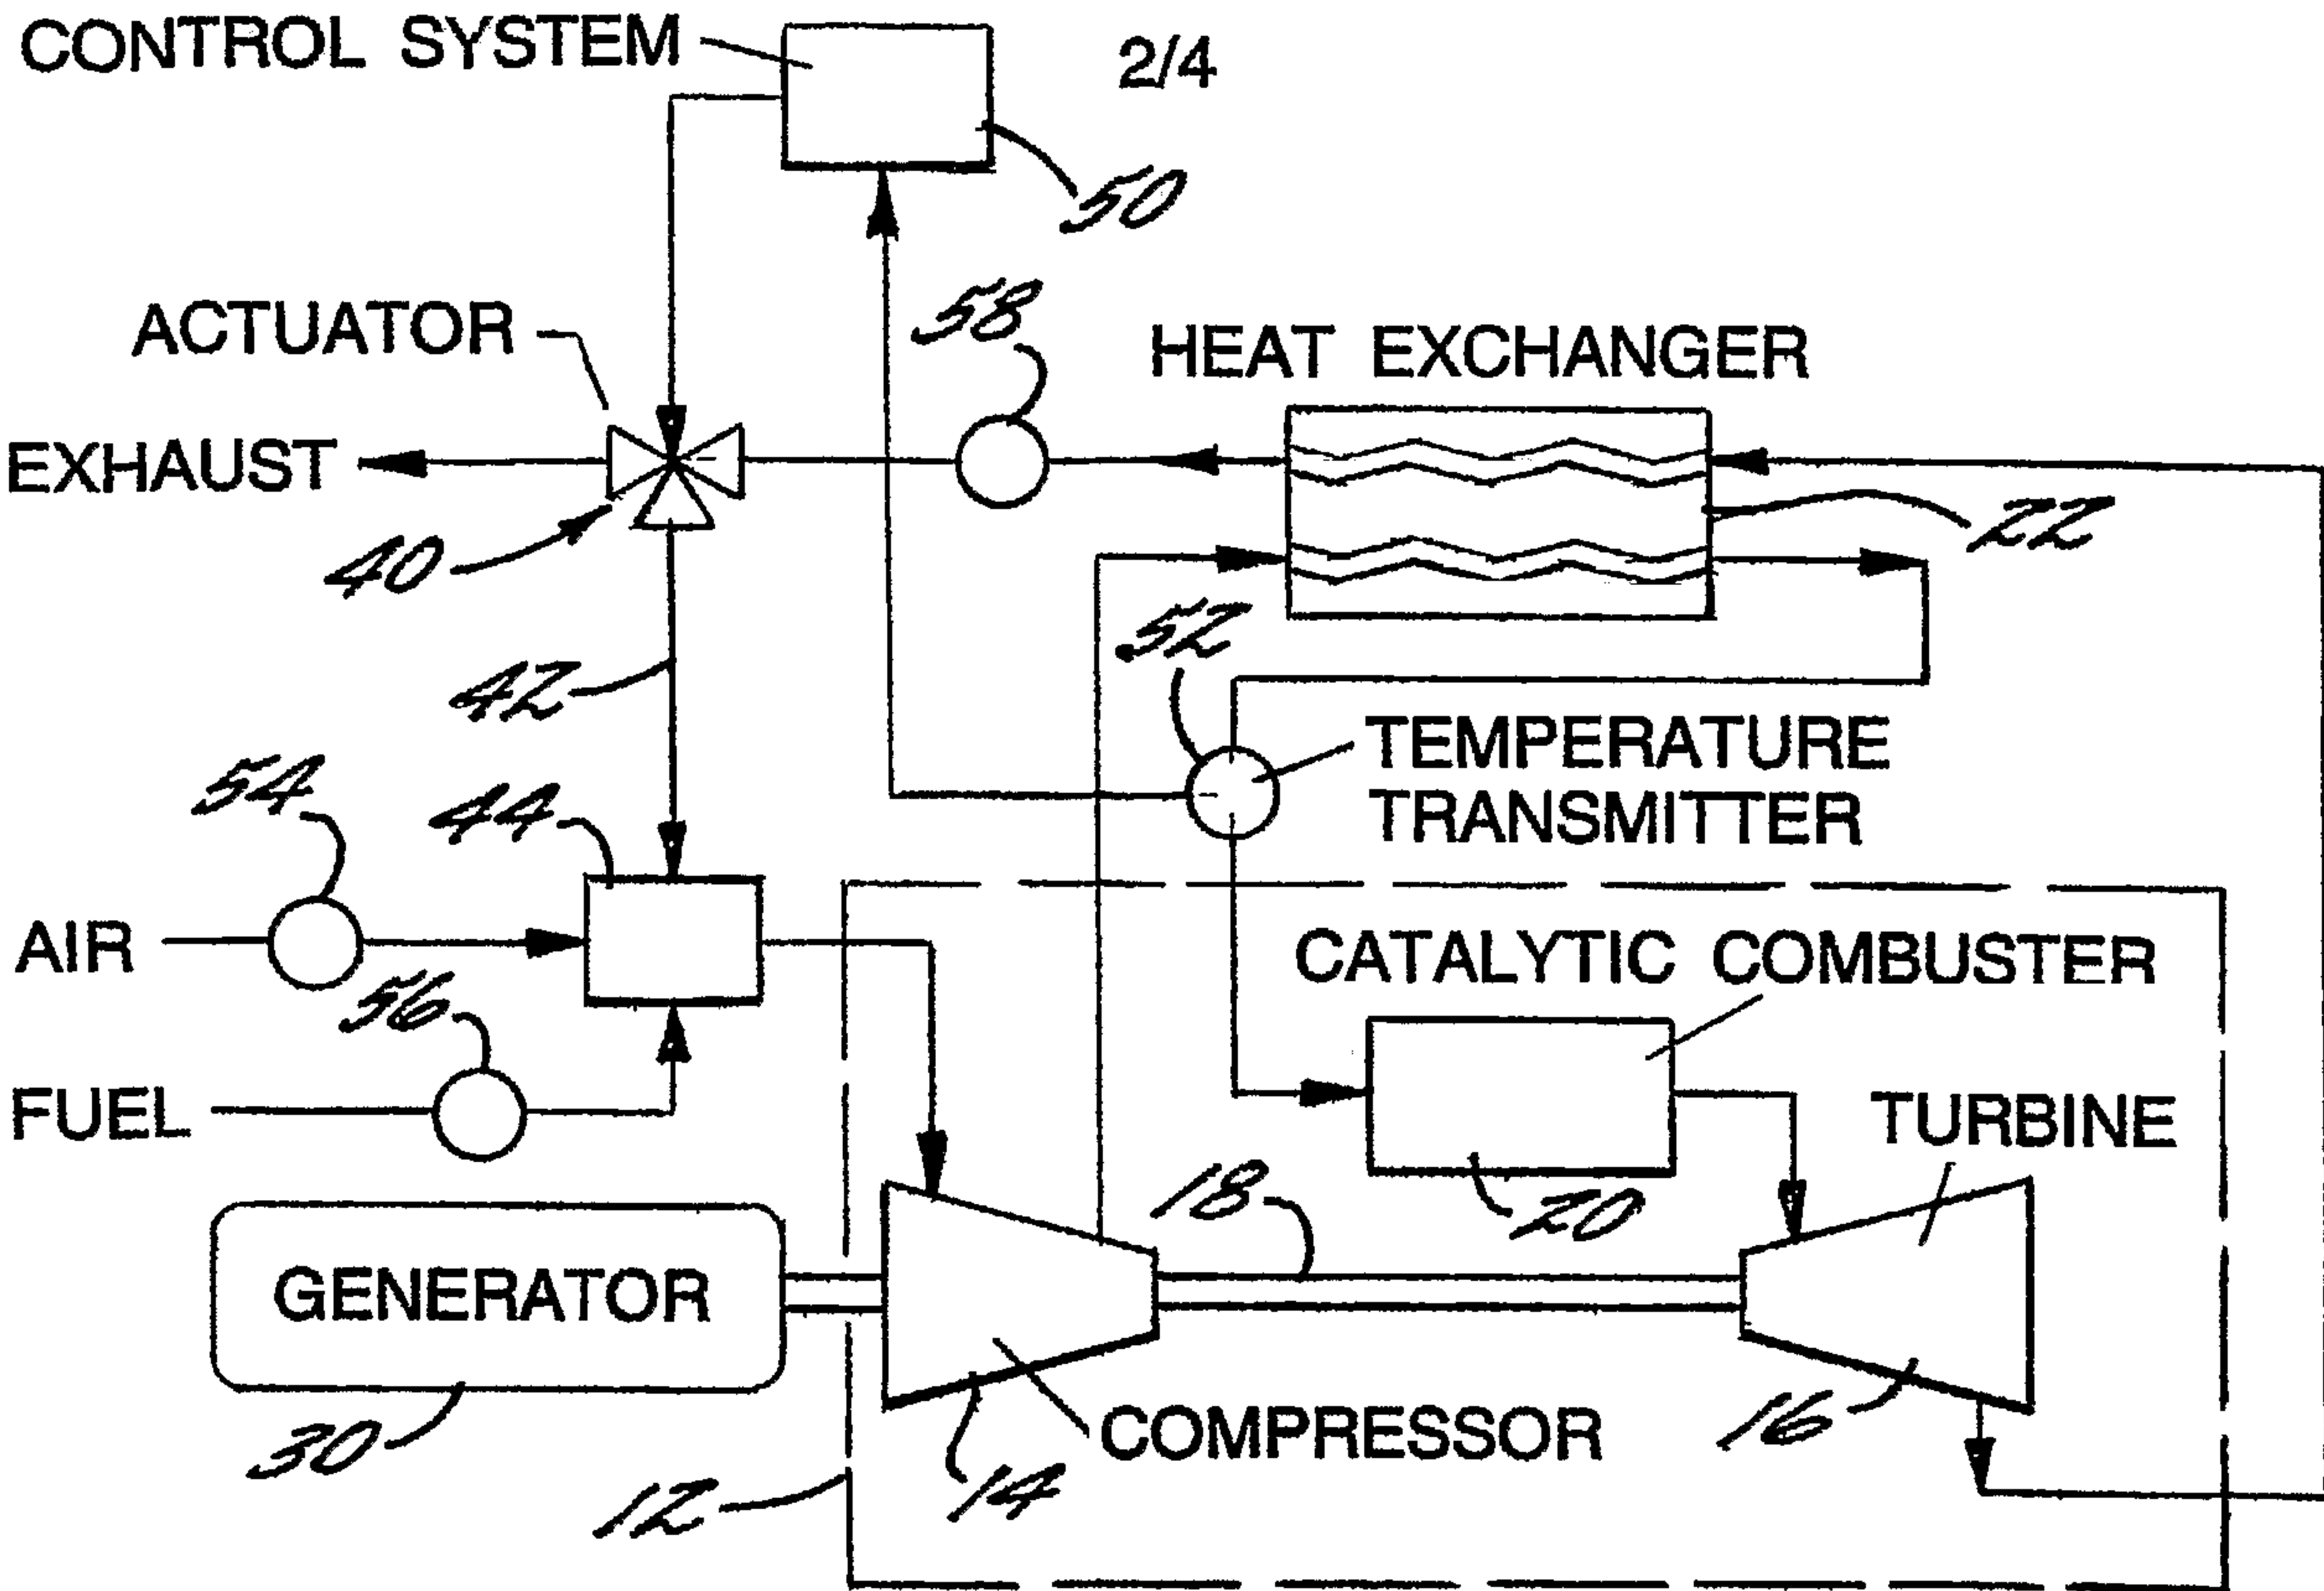 CONTROL SYSTEM
2/4
50
58
ACTUATOR
HEAT EXCHANGER
EXHAUST
22
40
52
42
TEMPERATURE
TRANSMITTER
54
44
AIR
CATALYTIC COMBUSTER
56
FUEL
TURBINE
18
20
GENERATOR
COMPRESSOR
16
30
14
12